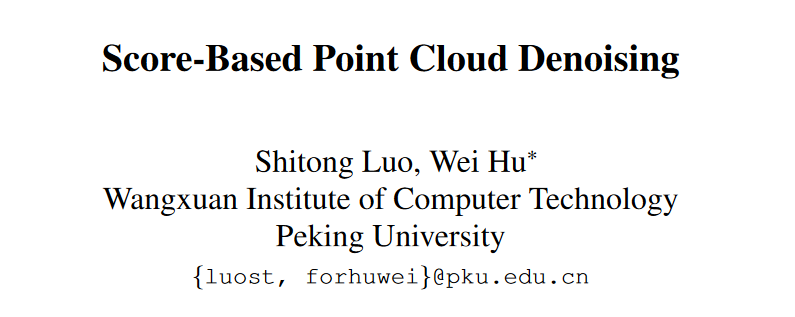 Score-Based Point Cloud Denoising
Shitong Luo, Wei Hu*
Wangxuan Institute of Computer Technology
Peking University
{luost, forhuwei}@pku.edu.cn